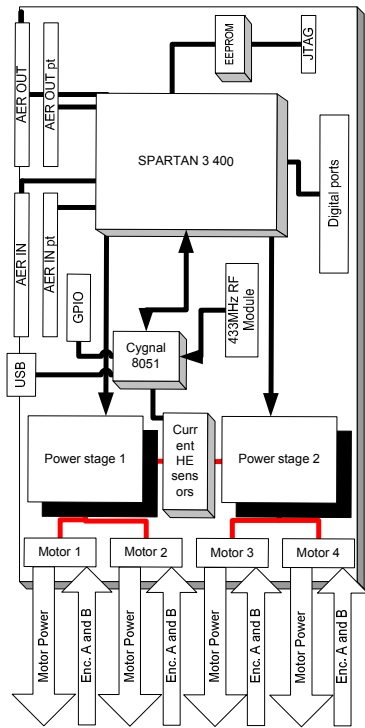 AER OUT
AER OUT pt
EEPROM
JTAG
SPARTAN 3 400
Digital ports
AER IN
AER IN pt
GPIO
433MHz RF
Module
USB
Cygnal
8051
Power stage 1
Curr
ent
HE
sens
ors
Power stage 2
Motor 1
Motor 2
Motor 3
Motor 4
Motor Power
Enc. A and B
Motor Power
Enc. A and B
Motor Power
Enc. A and B
Motor Power
Enc. A and B